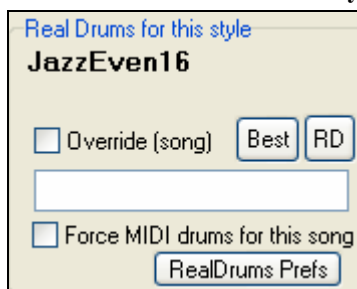 Real Drums for this style
JazzEven16
Override (song) Best RD
Force MIDI drums for this song
RealDrums Prefs